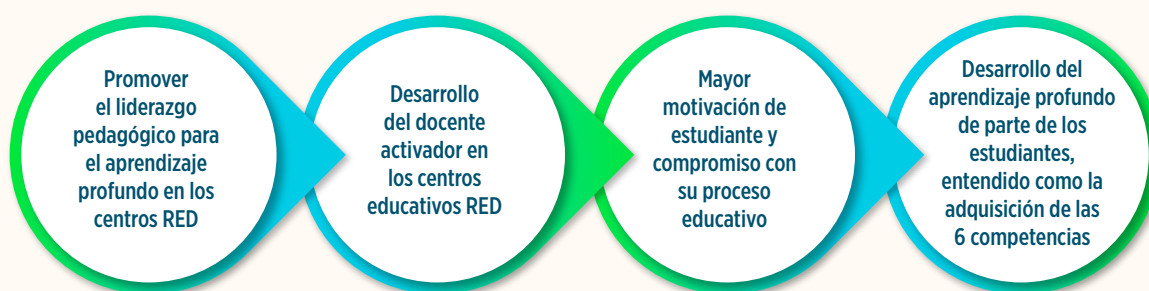 Promover
el liderazgo
pedagógico para
el aprendizaje
profundo en los
centros RED
Desarrollo
del docente
activador en
los centros
educativos RED
Mayor
motivación de
estudiante y
compromiso con
su proceso
educativo
Desarrollo del
aprendizaje profundo
de parte de los
estudiantes,
entendido como la
adquisición de las
6 competencias